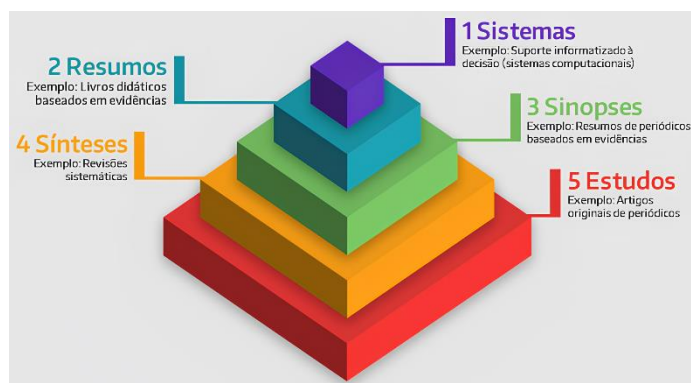 1 Sistemas
Exemplo: Suporte informatizado à
decisão (sistemas computacionais)
2 Resumos
Exemplo: Livros didáticos
baseados em evidências
3 Sinopses
Exemplo: Resumos de periódicos
baseados em evidências
4 Sínteses
Exemplo: Revisões
sistemáticas
5 Estudos
Exemplo: Artigos
originais de periódicos